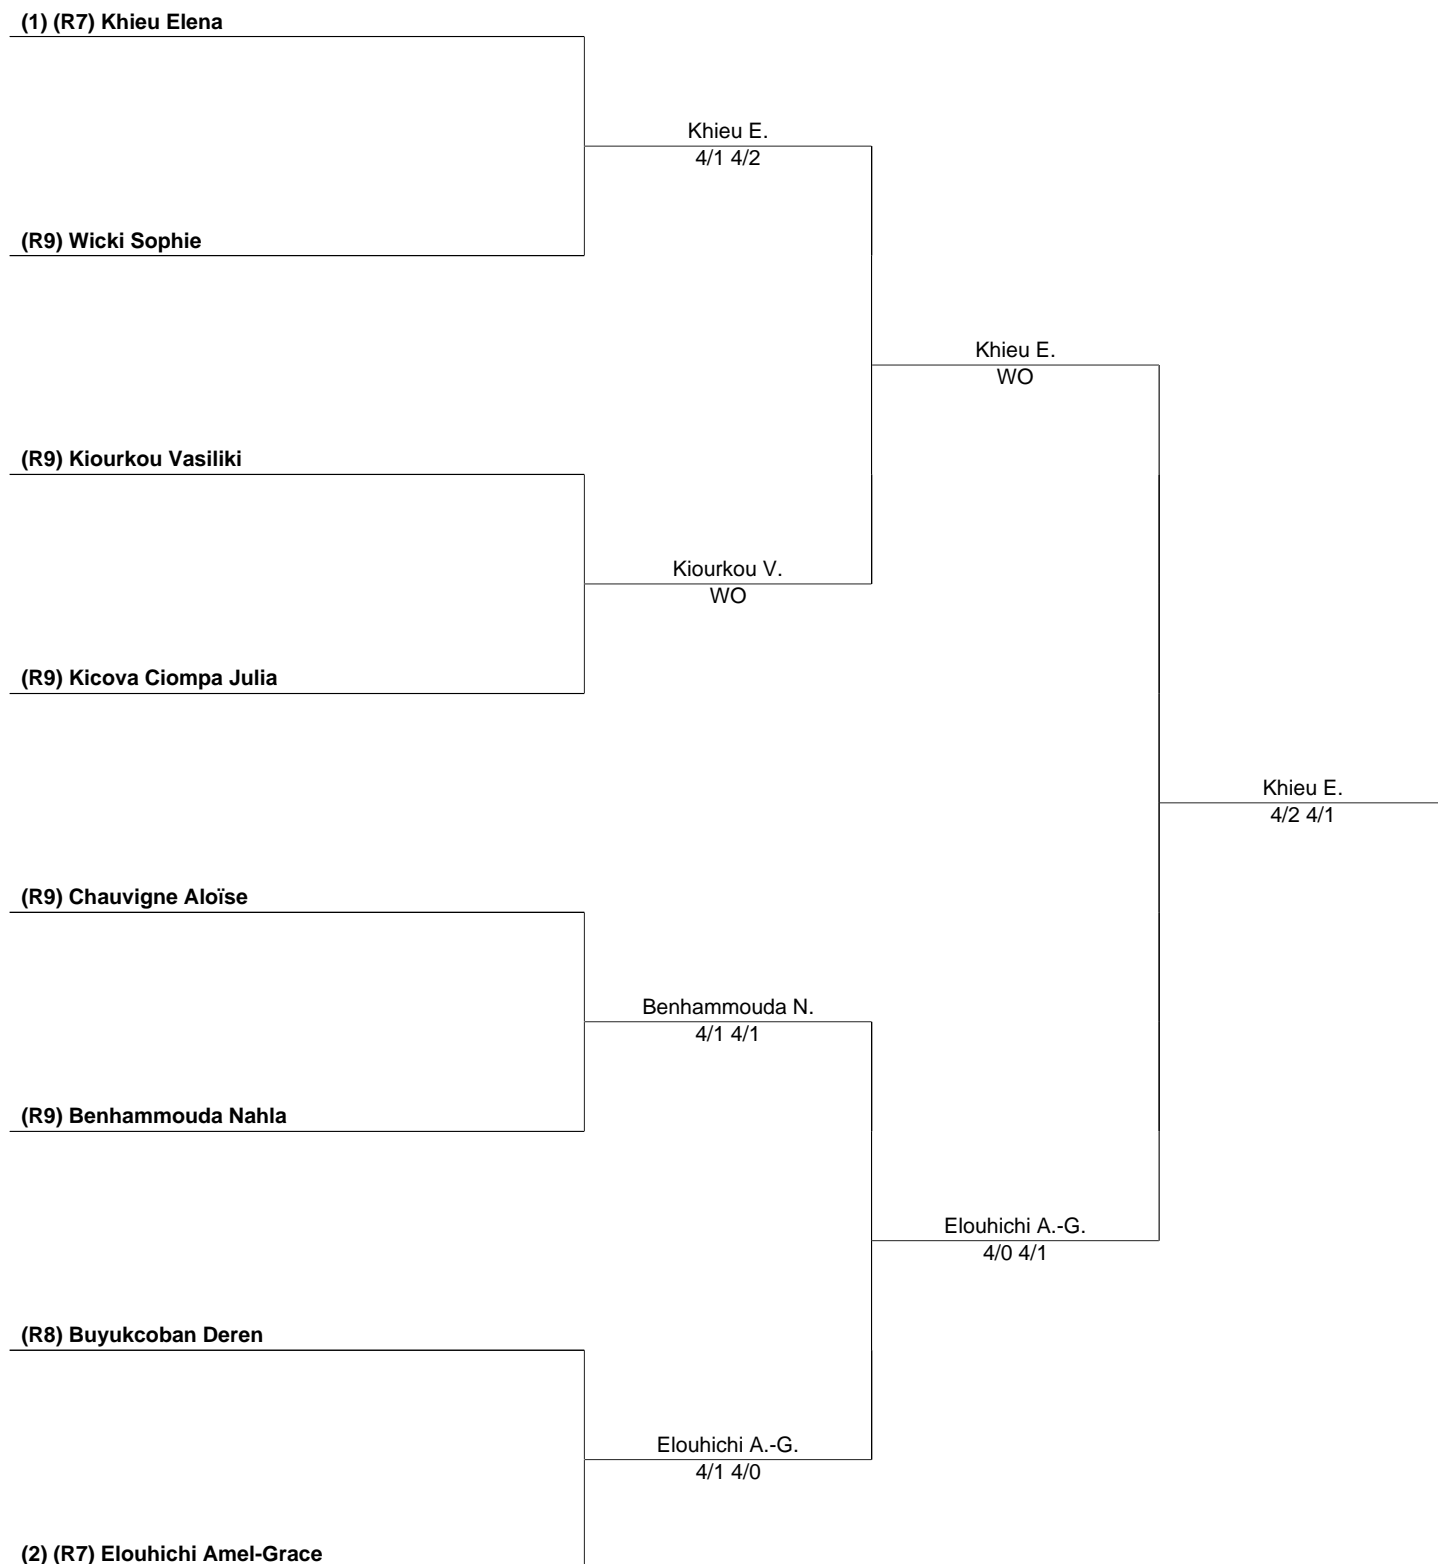 (1) (R7) Khieu Elena
Khieu E.
4/1 4/2
(R9) Wicki Sophie
Khieu E.
WO
(R9) Kiourkou Vasiliki
Kiourkou V.
WO
(R9) Kicova Ciompa Julia
Khieu E.
4/2 4/1
(R9) Chauvigne Aloïse
Benhammouda N.
4/1 4/1
(R9) Benhammouda Nahla
Elouhichi A.-G.
4/0 4/1
(R8) Buyukcoban Deren
Elouhichi A.-G.
4/1 4/0
(2) (R7) Elouhichi Amel-Grace